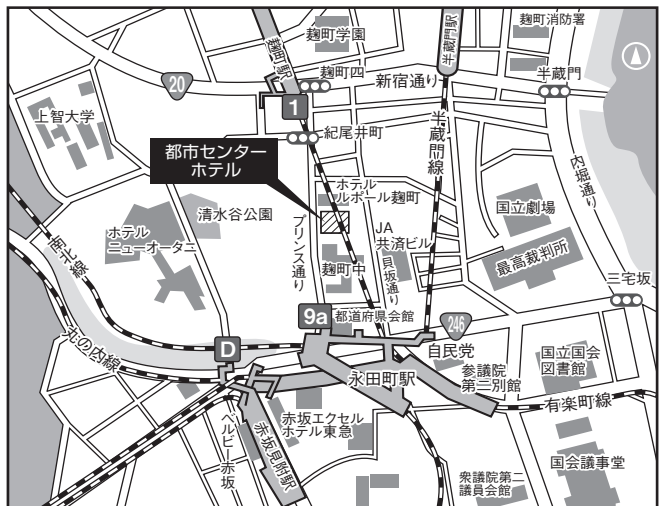 麹町駅
麹町学園
半蔵門駅
麹町消防署
20
麹町四
新宿通り
半蔵門
1
上智大学
紀尾井町
半蔵門線
内堀通り
都市センター
ホテル
ホテル
ルポール麹町
清水谷公園
国立劇場
ホテル
ニューオータニ
プリンス通り
JA
共済ビル
最高裁判所
南北線
麹町中
貝坂通り
三宅坂
9a
都道府県会館
246
丸の内線
D
自民党
参議院
第二別館
国立国会
図書館
永田町駅
有楽町線
ベルビー赤坂
赤坂見附駅
赤坂エクセル
ホテル東急
衆議院第二
議員会館
国会議事堂